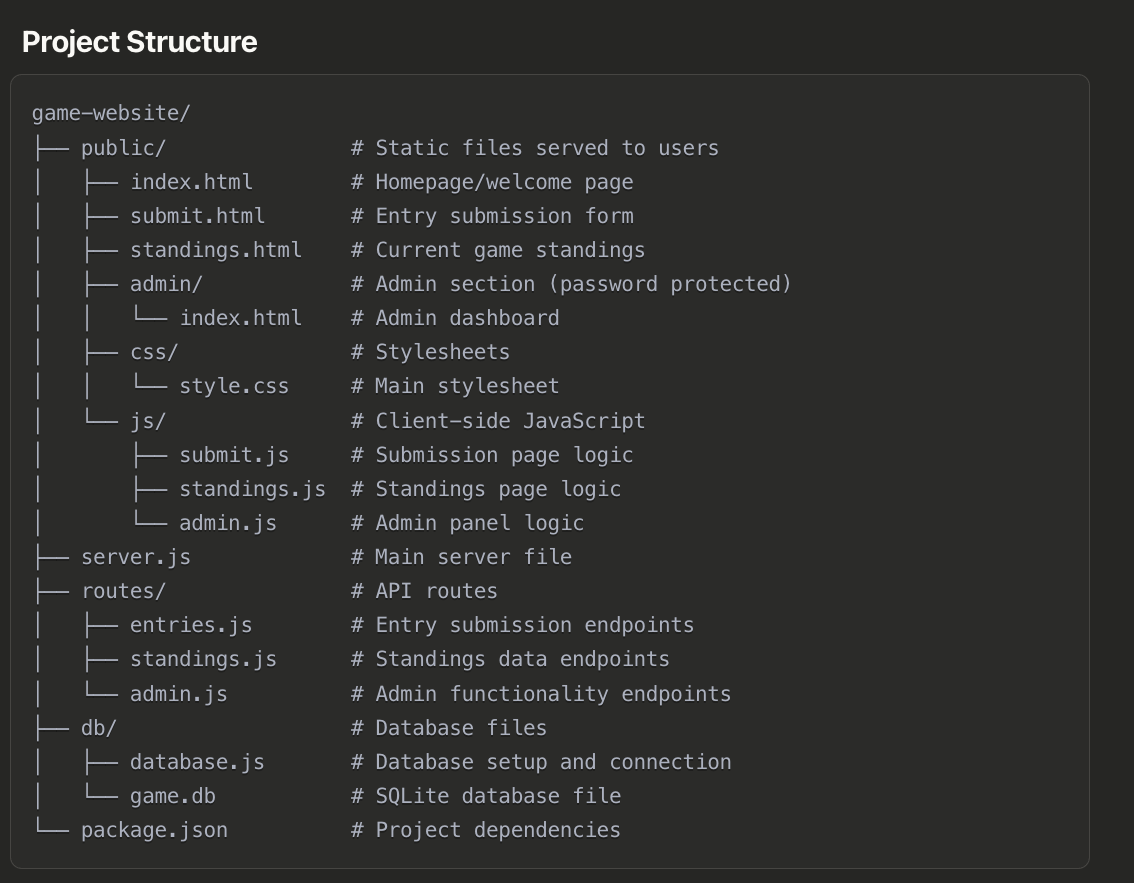 Project Structure
game-website/
├── public/               # Static files served to users
│   ├── index.html        # Homepage/welcome page
│   ├── submit.html       # Entry submission form
│   ├── standings.html    # Current game standings
│   ├── admin/            # Admin section (password protected)
│   │   └── index.html    # Admin dashboard
│   ├── css/              # Stylesheets
│   │   └── style.css     # Main stylesheet
│   └── js/               # Client-side JavaScript
│       ├── submit.js     # Submission page logic
│       ├── standings.js  # Standings page logic
│       └── admin.js      # Admin panel logic
├── server.js             # Main server file
├── routes/               # API routes
│   ├── entries.js        # Entry submission endpoints
│   ├── standings.js      # Standings data endpoints
│   └── admin.js          # Admin functionality endpoints
├── db/                   # Database files
│   ├── database.js       # Database setup and connection
│   └── game.db           # SQLite database file
└── package.json          # Project dependencies